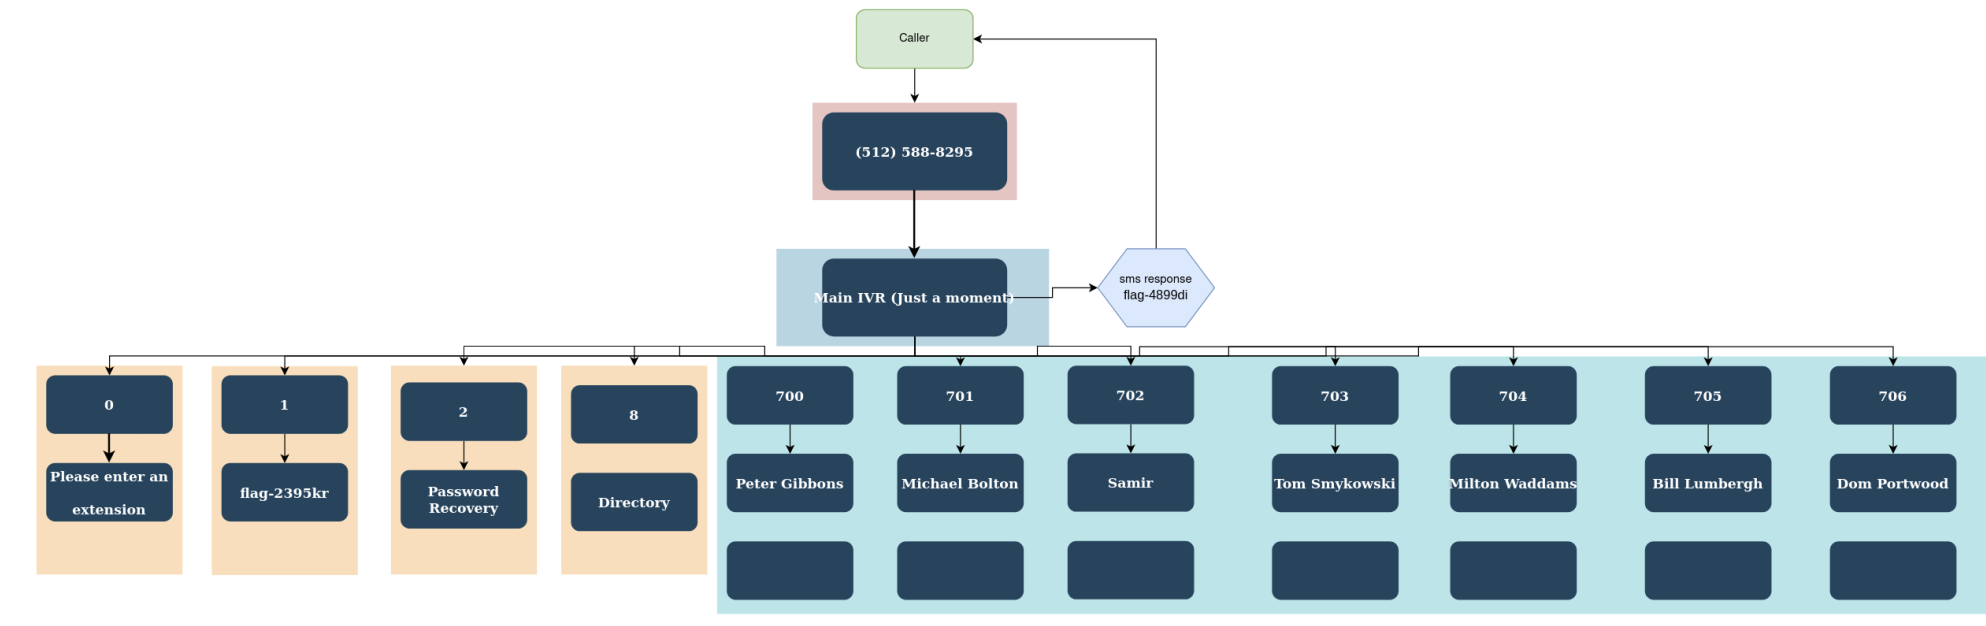 Caller
(512) 588-8295
Main IVR (Just a moment)
sms response
flag-4899di
0
1
2
8
700
701
702
703
704
705
706
Please enter an
extension
flag-2395kr
Password
Recovery
Directory
Peter Gibbons
Michael Bolton
Samir
Tom Smykowski
Milton Waddams
Bill Lumbergh
Dom Portwood